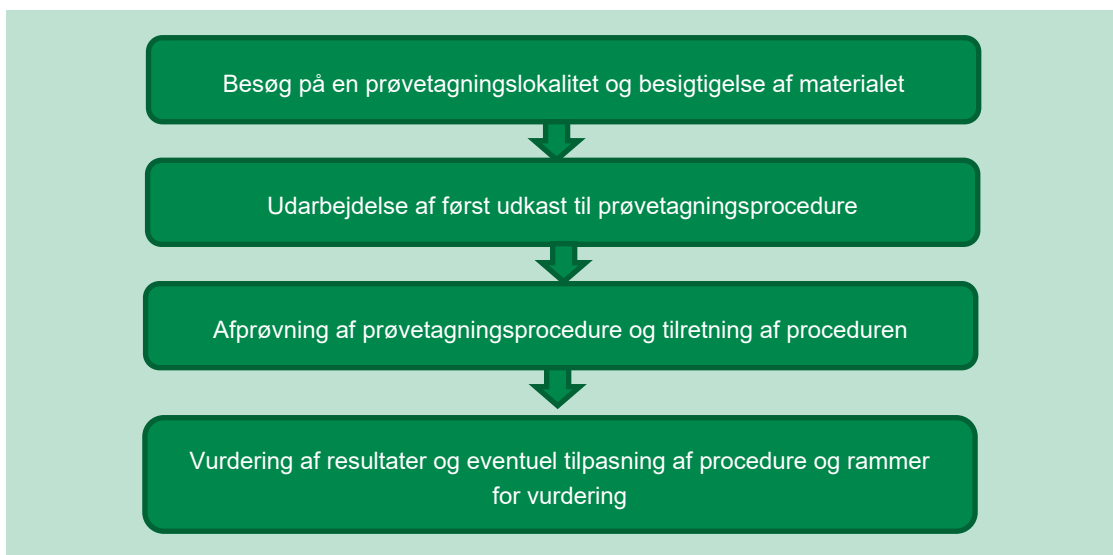 Besøg på en prøvetagningslokalitet og besigtigelse af materialet
Udarbejdelse af først udkast til prøvetagningsprocedure
Afprøvning af prøvetagningsprocedure og tilretning af proceduren
Vurdering af resultater og eventuel tilpasning af procedure og rammer
for vurdering